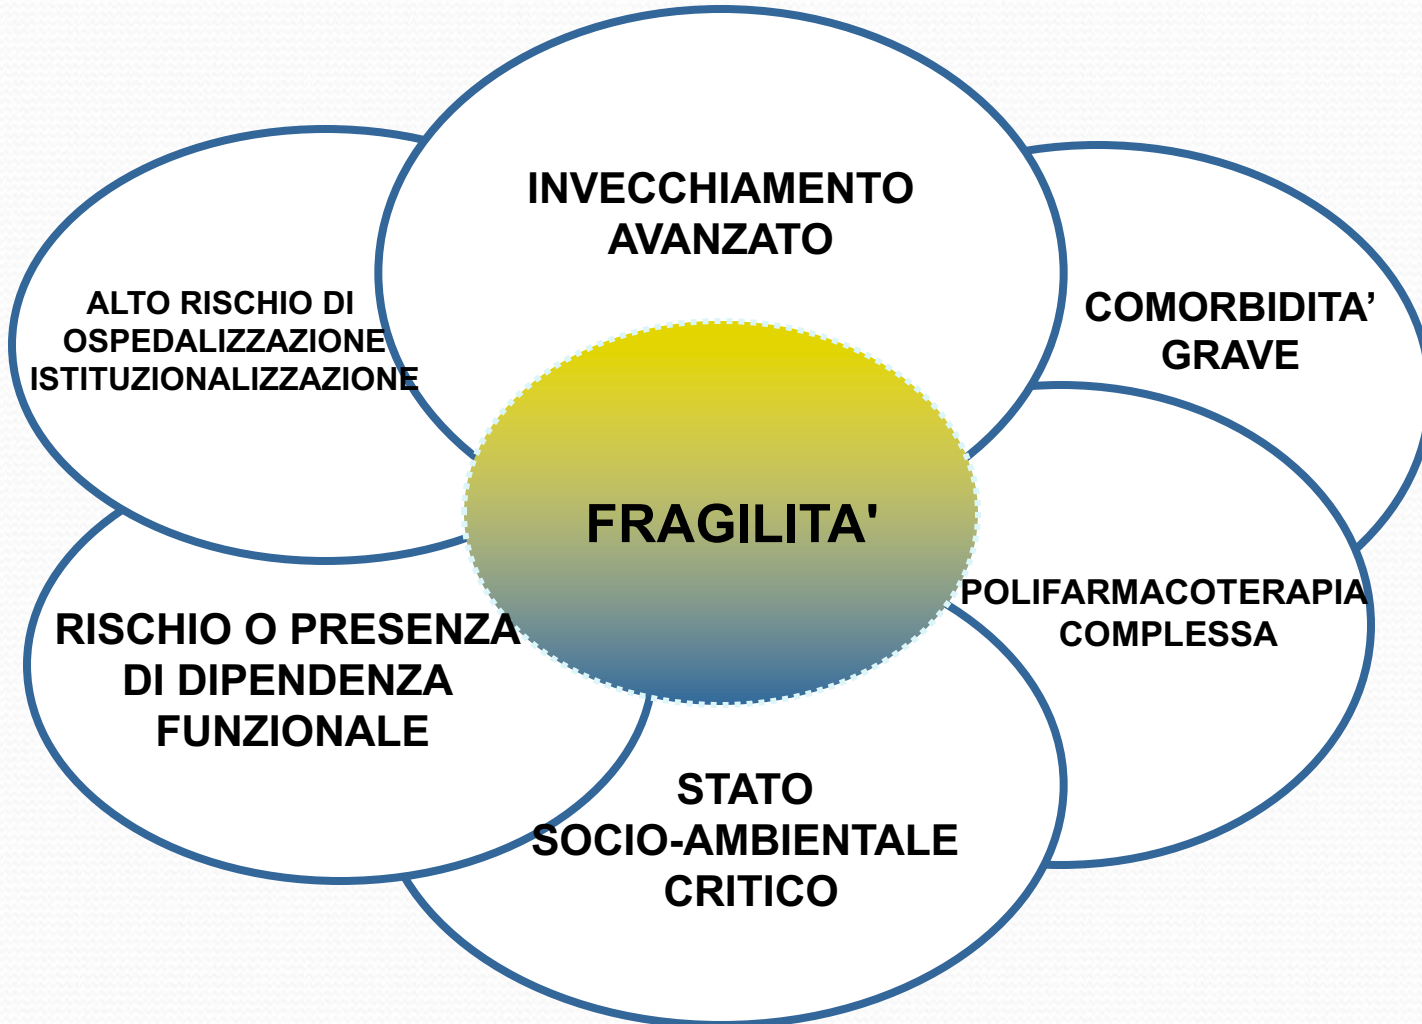 INVECCHIAMENTO
AVANZATO
ALTO RISCHIO DI
OSPEDALIZZAZIONE
ISTITUZIONALIZZAZIONE
COMORBIDITA’
GRAVE
FRAGILITA'
POLIFARMACOTERAPIA
COMPLESSA
RISCHIO O PRESENZA
DI DIPENDENZA
FUNZIONALE
STATO
SOCIO-AMBIENTALE
CRITICO